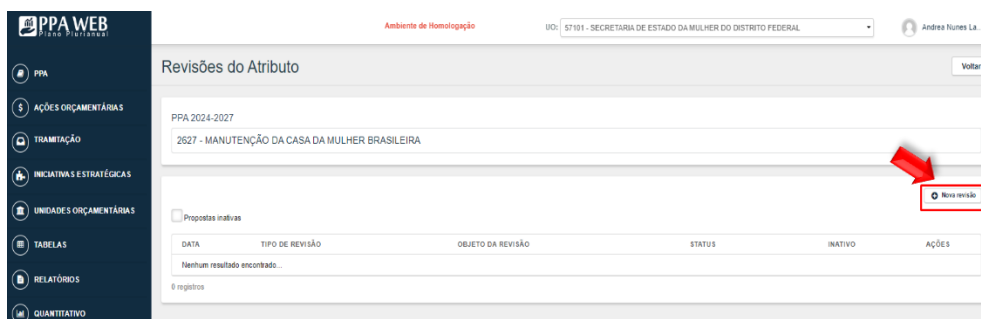 PPA WEB
Plano Plurianual
Ambiente de Homologação
UO: 57101 - SECRETARIA DE ESTADO DA MULHER DO DISTRITO FEDERAL
Andrea Nunes La...
PPA
AÇÕES ORÇAMENTÁRIAS
TRAMITAÇÃO
INICIATIVAS ESTRATÉGICAS
UNIDADES ORÇAMENTÁRIAS
TABELAS
RELATÓRIOS
QUANTITATIVO
Revisões do Atributo
Voltar
PPA 2024-2027
2627 - MANUTENÇÃO DA CASA DA MULHER BRASILEIRA
Nova revisão
Propostas inativas
DATA TIPO DE REVISÃO OBJETO DA REVISÃO STATUS INATIVO AÇÕES
Nenhum resultado encontrado...
0 registros